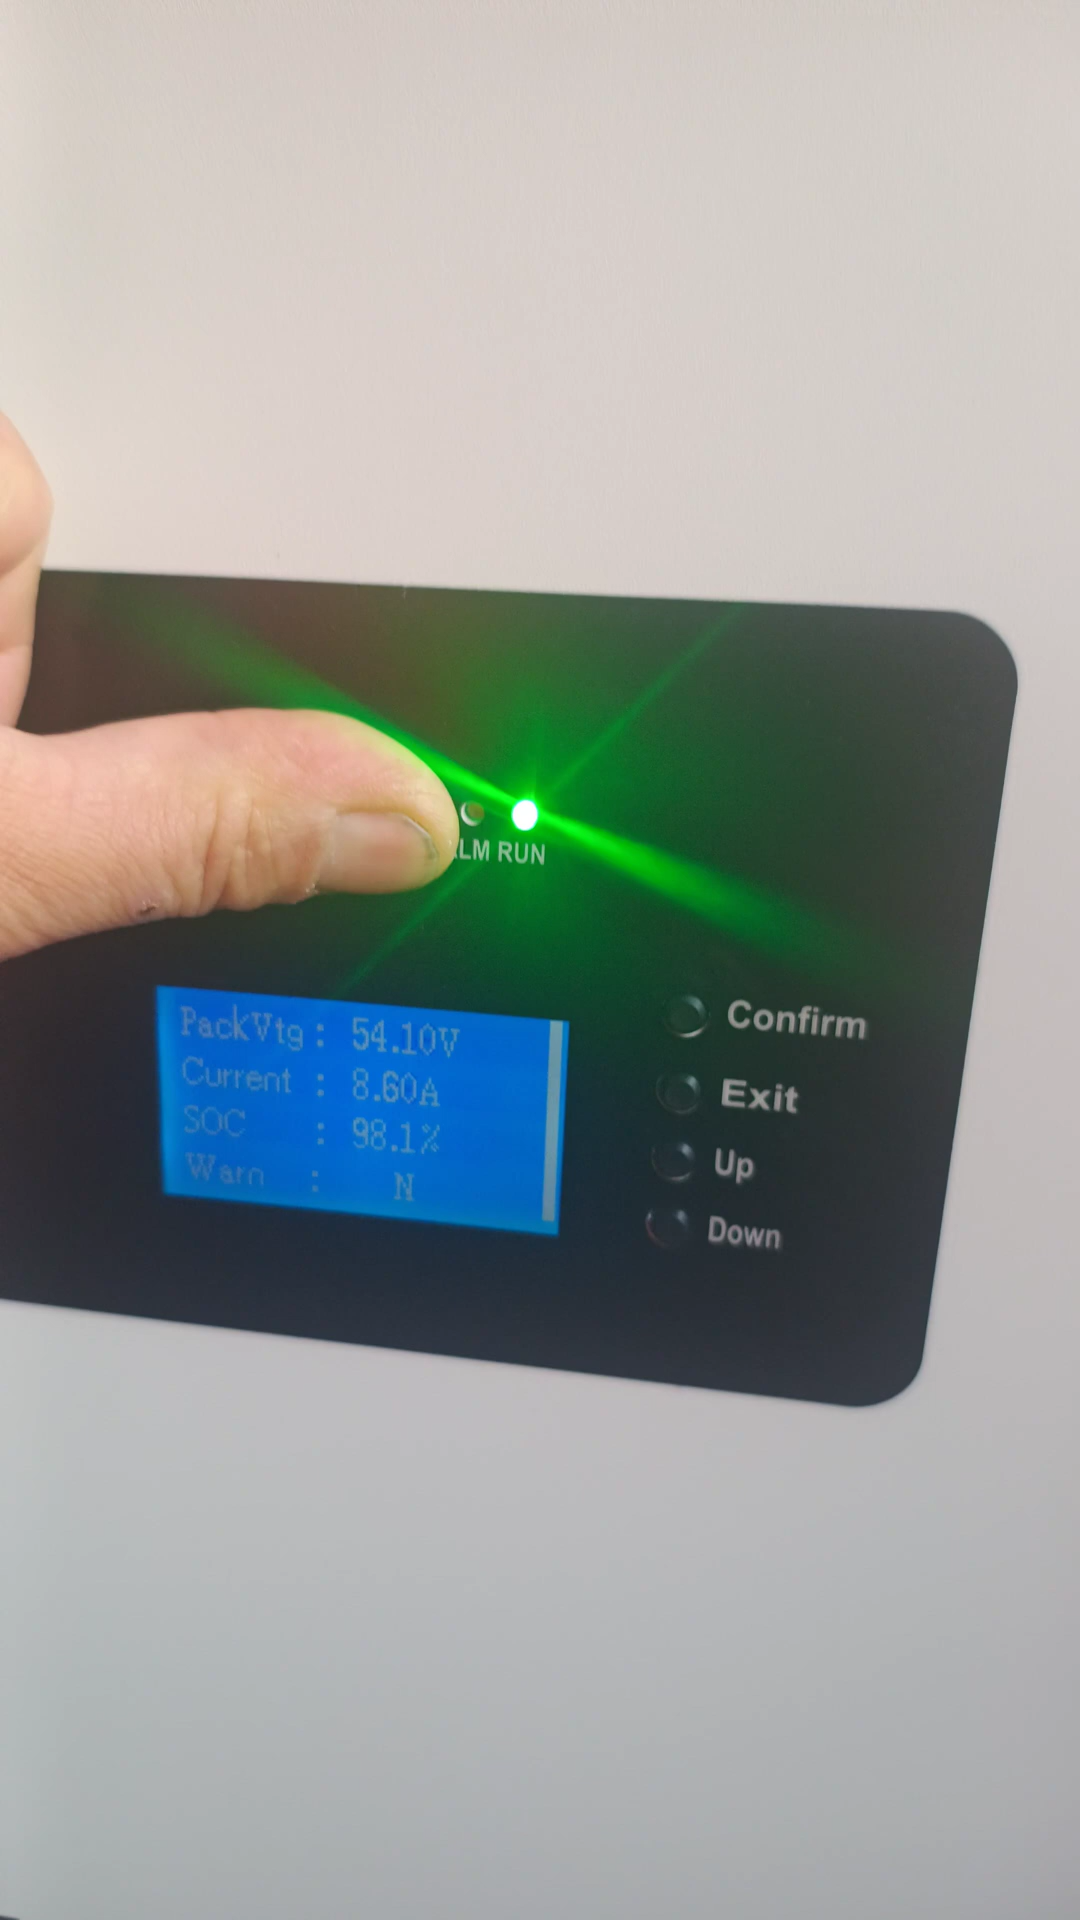 LM RUN
PackVtg : 54.10V
Current : 8.60A
SOC : 98.1%
Warn : N
Confirm
Exit
Up
Down